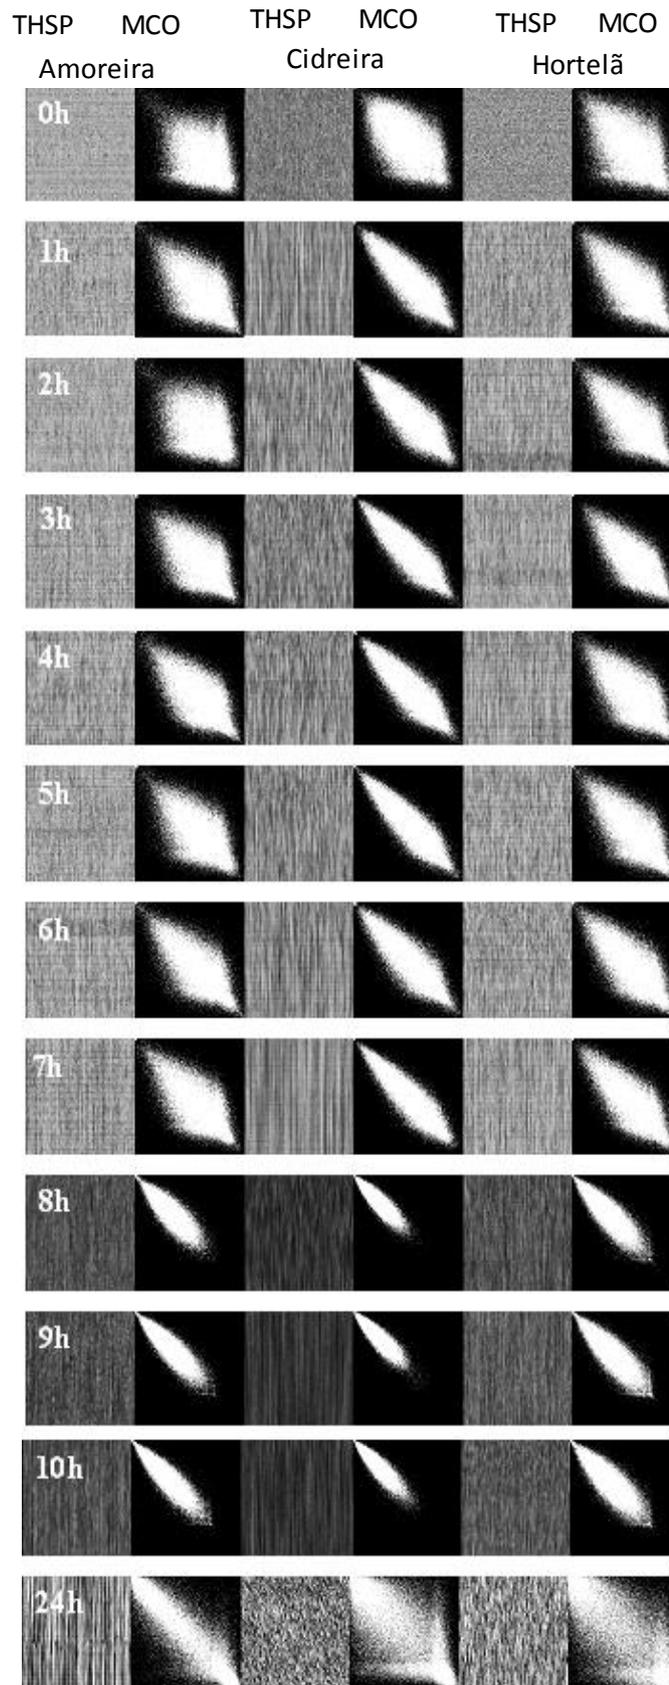 THSP MCO THSP MCO THSP MCO
Amoreira Cidreira Hortelã
0h
1h
2h
3h
4h
5h
6h
7h
8h
9h
10h
24h